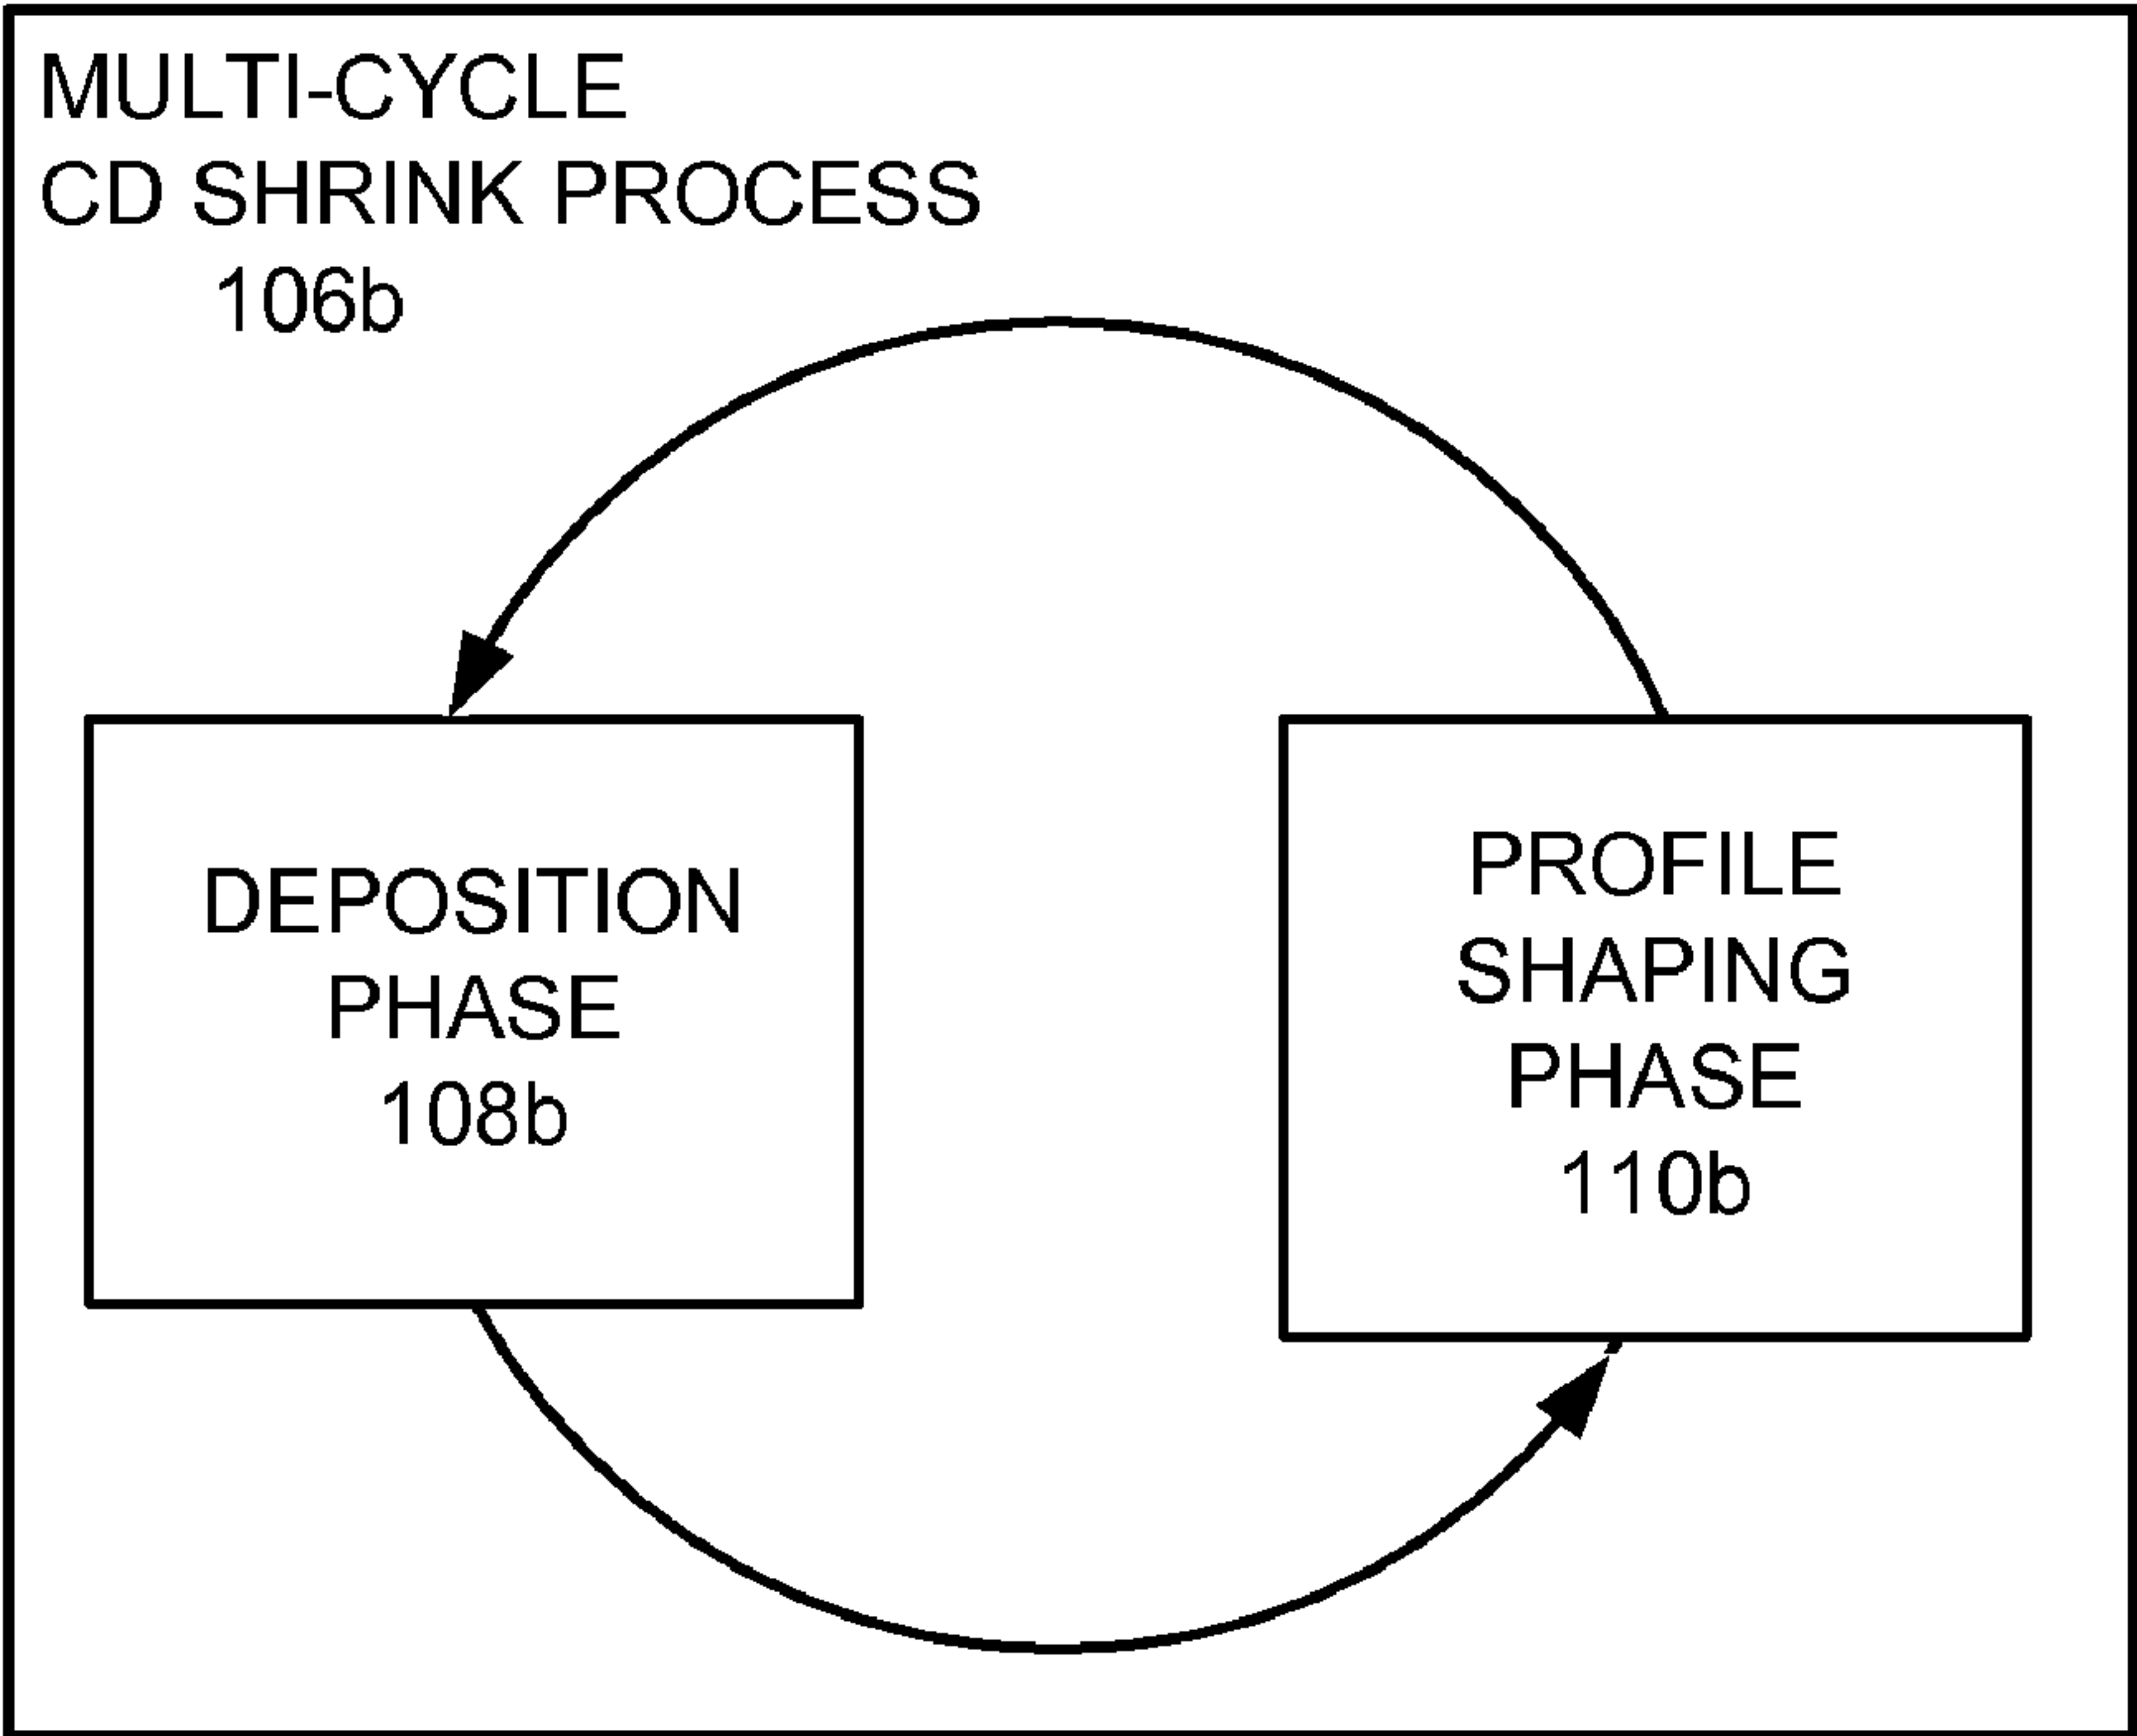 MULTI-CYCLE
CD SHRINK PROCESS
106b
DEPOSITION
PHASE
108b
PROFILE
SHAPING
PHASE
110b